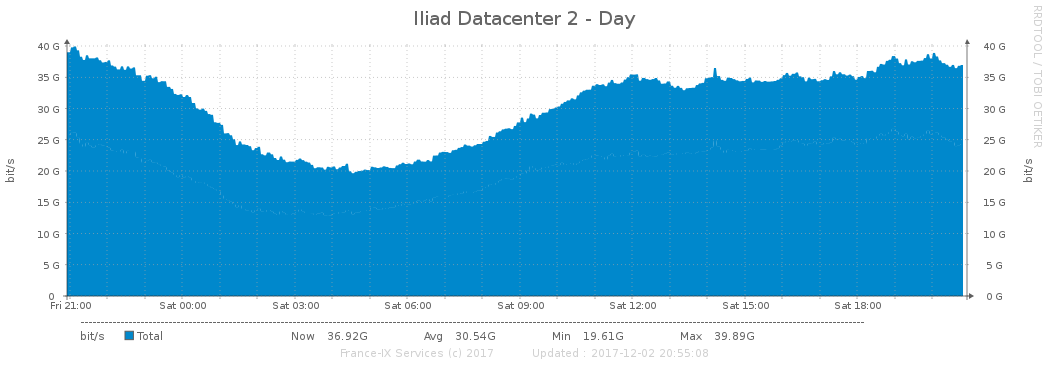 Iliad Datacenter 2 - Day
RRDTOOL / TOBI OETIKER
bit/s
bit/s
40 G 40 G
35 G 35 G
30 G 30 G
25 G 25 G
20 G 20 G
15 G 15 G
10 G 10 G
5 G 5 G
0 0 G
Fri 21:00 Sat 00:00 Sat 03:00 Sat 06:00 Sat 09:00 Sat 12:00 Sat 15:00 Sat 18:00
bit/s Total Now 36.92G Avg 30.54G Min 19.61G Max 39.89G
France-IX Services (c) 2017 Updated : 2017-12-02 20:55:08